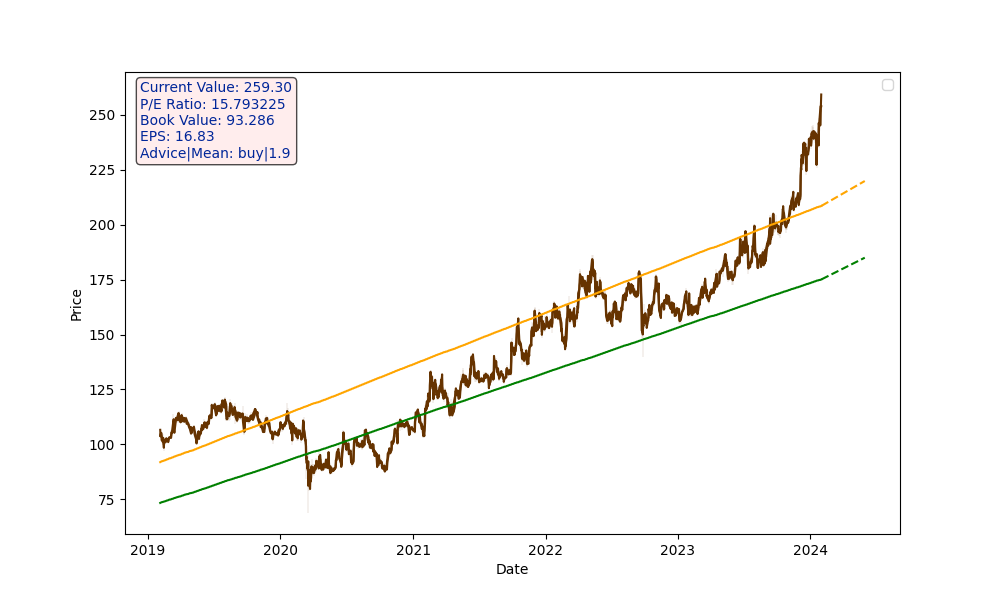 Current Value: 259.30
P/E Ratio: 15.793225
Book Value: 93.286
EPS: 16.83
Advice|Mean: buy|1.9
250
225
200
175
150
125
100
75
Price
2019 2020 2021 2022 2023 2024
Date